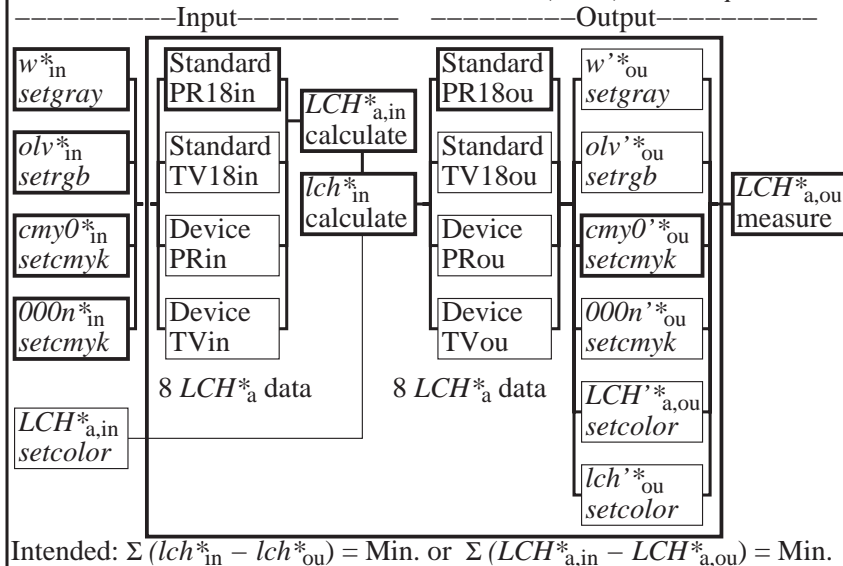 ----------Input---------- ----------Output----------
w*in
setgray
olv*in
setrgb
cmy0*in
setcmyk
000n*in
setcmyk
LCH*a,in
setcolor
Standard
PR18in
Standard
TV18in
Device
PRin
Device
TVin
8 LCH*a data
LCH*a,in
calculate
lch*in
calculate
Standard
PR18ou
Standard
TV18ou
Device
PRou
Device
TVou
8 LCH*a data
w'*ou
setgray
olv'*ou
setrgb
cmy0'*ou
setcmyk
000n'*ou
setcmyk
LCH'*a,ou
setcolor
lch'*ou
setcolor
LCH*a,ou
measure
Intended: Σ (lch*in – lch*ou) = Min. or Σ (LCH*a,in – LCH*a,ou) = Min.